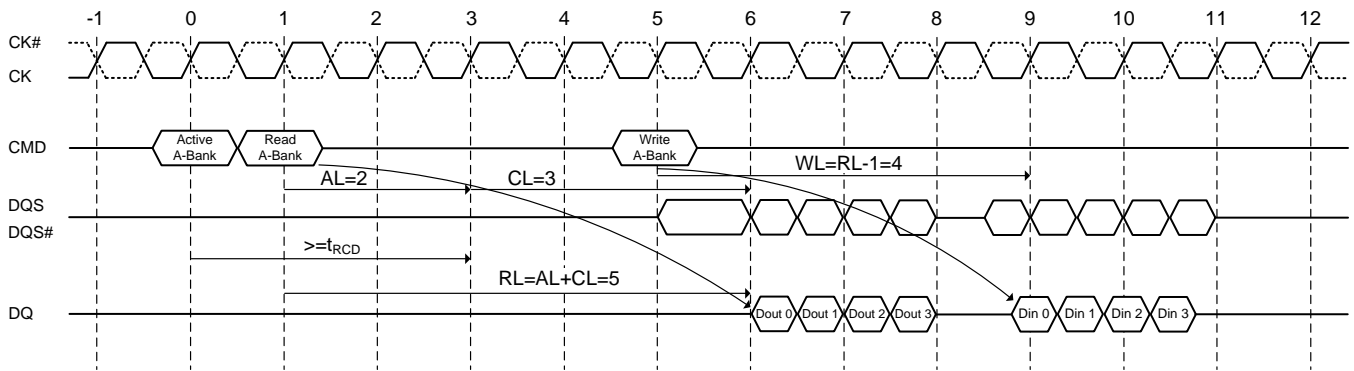 -1 0 1 2 3 4 5 6 7 8 9 10 11 12
CK#
CK
CMD
Active
A-Bank
Read
A-Bank
Write
A-Bank
WL=RL-1=4
AL=2
CL=3
DQS
DQS#
>=tRCD
RL=AL+CL=5
DQ
Dout 0 Dout 1 Dout 2 Dout 3
Din 0 Din 1 Din 2 Din 3